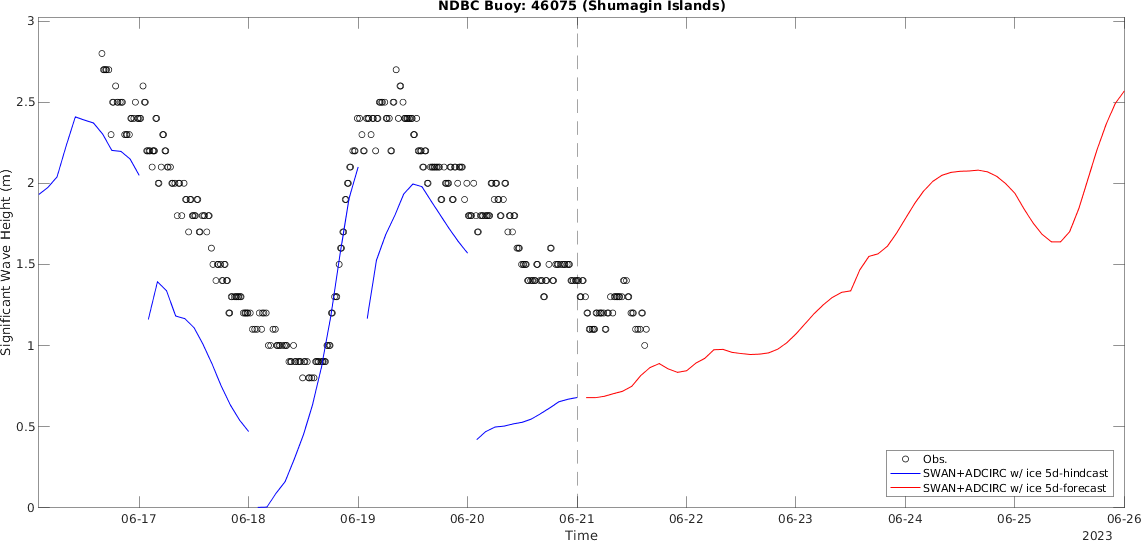 NDBC Buoy: 46075 (Shumagin Islands)
3
2.5
2
1.5
1
0.5
0
Significant Wave Height (m)
Obs.
SWAN+ADCIRC w/ ice 5d-hindcast
SWAN+ADCIRC w/ ice 5d-forecast
06-17 06-18 06-19 06-20 06-21 06-22 06-23 06-24 06-25 06-26
Time
2023